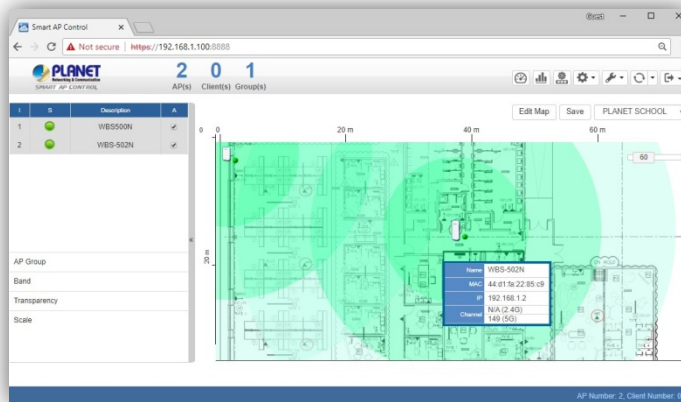 Smart AP Control
Guest
Not secure | https://192.168.1.100:8888
PLANET
Networking & Communication
SMART AP CONTROL
2 0 1
AP(s) Client(s) Group(s)
Edit Map Save PLANET SCHOOL
I S Description A
1 WBS500N
2 WBS-502N
0 0 20 m 40 m 60 m
60
20 m
Name WBS-502N
MAC 44:d1:fa:22:85:c9
IP 192.168.1.2
Channel N/A (2.4G)
149 (5G)
AP Group
Band
Transparency
Scale
AP Number: 2, Client Number: 0